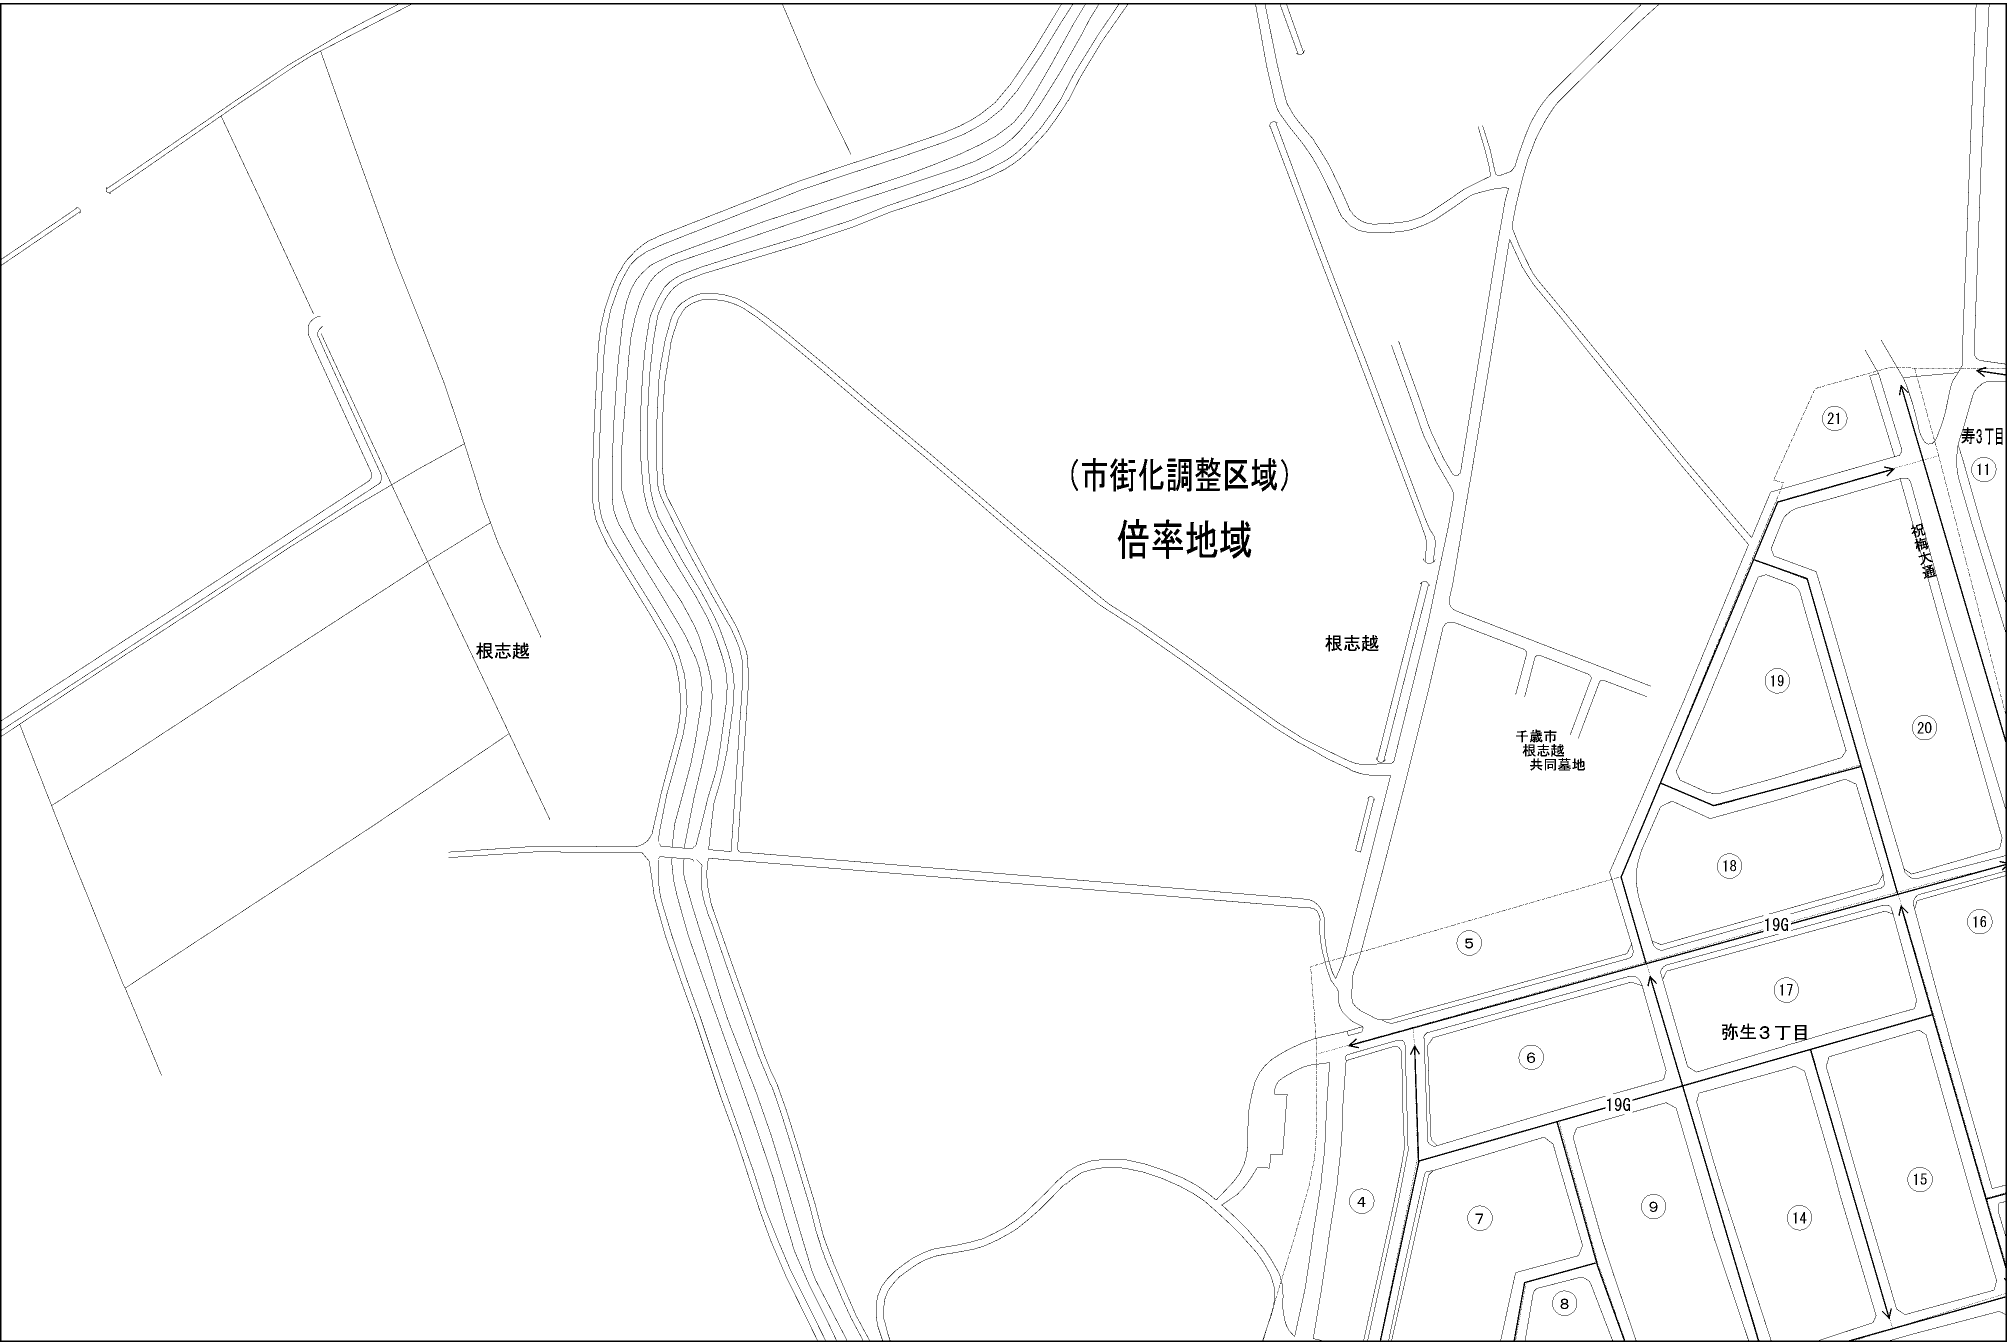 （市街化調整区域）
倍率地域
根志越
根志越
千歳市
根志越
共同墓地
21
寿3丁目
11
祝梅大通
19
20
18
19G
16
5
17
弥生３丁目
6
19G
4
7
9
14
15
8